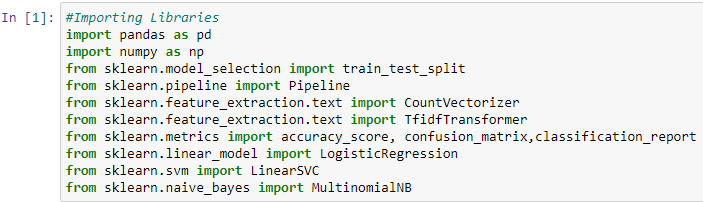 In [1]: #Importing Libraries
import pandas as pd
import numpy as np
from sklearn.model_selection import train_test_split
from sklearn.pipeline import Pipeline
from sklearn.feature_extraction.text import CountVectorizer
from sklearn.feature_extraction.text import TfidfTransformer
from sklearn.metrics import accuracy_score, confusion_matrix,classification_report
from sklearn.linear_model import LogisticRegression
from sklearn.svm import LinearSVC
from sklearn.naive_bayes import MultinomialNB